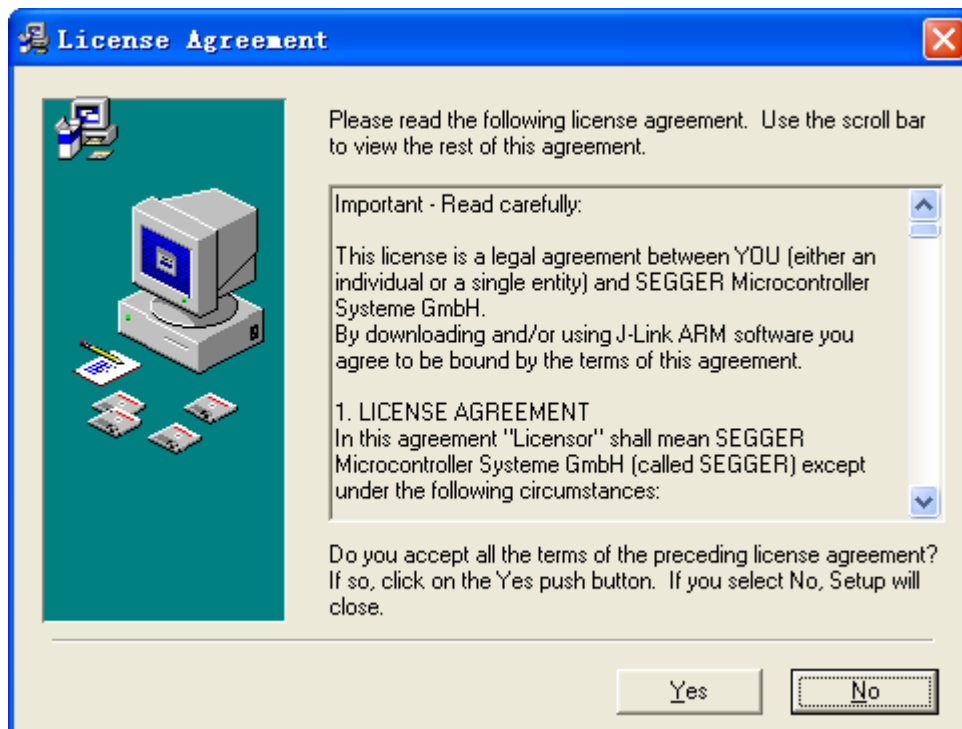 License Agreement
Please read the following license agreement. Use the scroll bar
to view the rest of this agreement.
Important - Read carefully:
This license is a legal agreement between YOU (either an
individual or a single entity) and SEGGER Microcontroller
Systeme GmbH.
By downloading and/or using J-Link ARM software you
agree to be bound by the terms of this agreement.
1. LICENSE AGREEMENT
In this agreement "Licensor" shall mean SEGGER
Microcontroller Systeme GmbH (called SEGGER) except
under the following circumstances:
Do you accept all the terms of the preceding license agreement?
If so, click on the Yes push button. If you select No, Setup will
close.
Yes
No